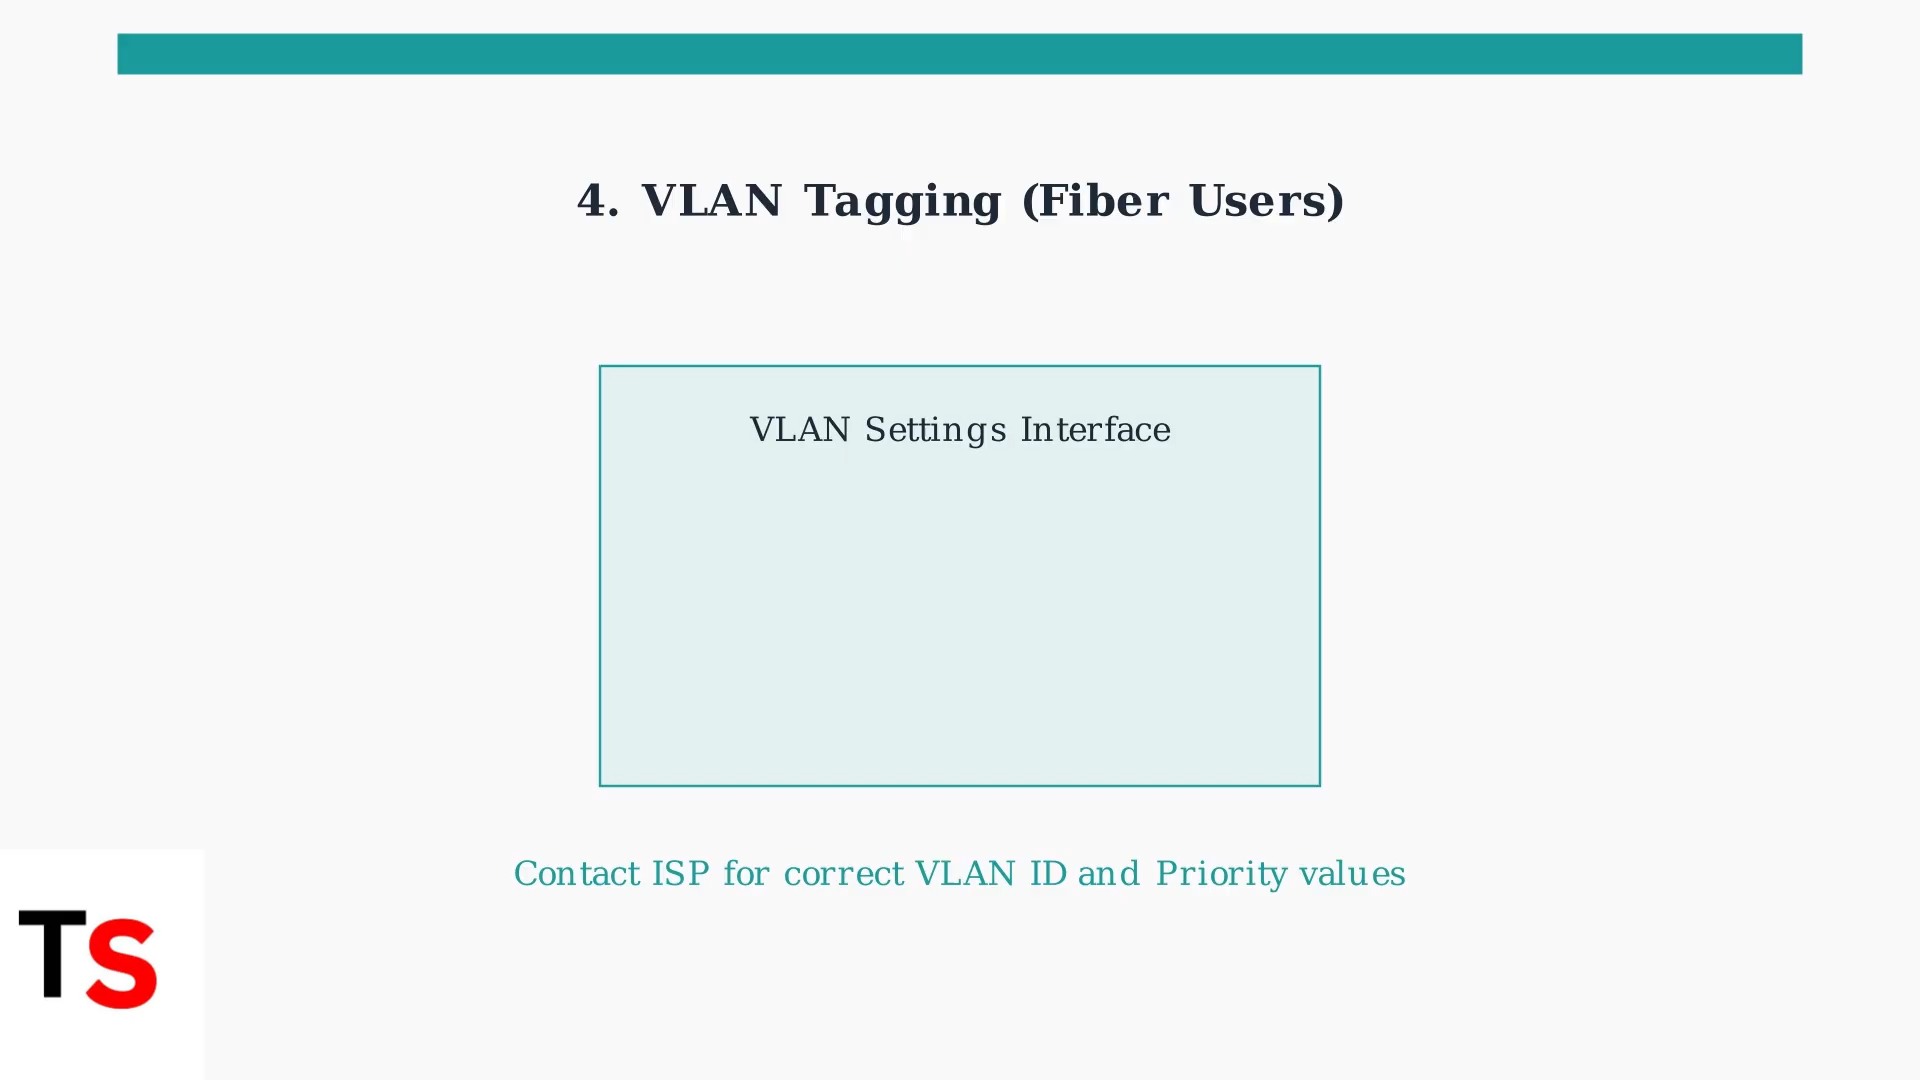 4. VLAN Tagging (Fiber Users)
VLAN Settings Interface
Contact ISP for correct VLAN ID and Priority values
TS